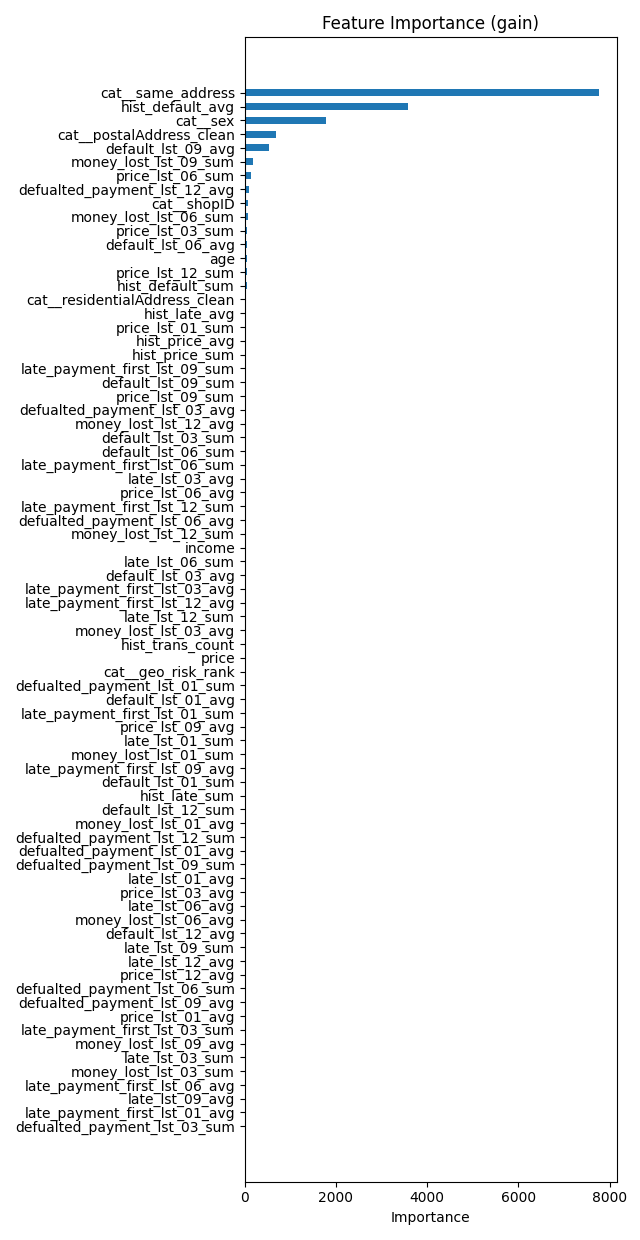 Feature Importance (gain)
cat__same_address
hist_default_avg
cat__sex
cat__postalAddress_clean
default_lst_09_avg
money_lost_lst_09_sum
price_lst_06_sum
defualted_payment_lst_12_avg
cat__shopID
money_lost_lst_06_sum
price_lst_03_sum
default_lst_06_avg
age
price_lst_12_sum
hist_default_sum
cat__residentialAddress_clean
hist_late_avg
price_lst_01_sum
hist_price_avg
hist_price_sum
late_payment_first_lst_09_sum
default_lst_09_sum
price_lst_09_sum
defualted_payment_lst_03_avg
money_lost_lst_12_avg
default_lst_03_sum
default_lst_06_sum
late_payment_first_lst_06_sum
late_lst_03_avg
price_lst_06_avg
late_payment_first_lst_12_sum
defualted_payment_lst_06_avg
money_lost_lst_12_sum
income
late_lst_06_sum
default_lst_03_avg
late_payment_first_lst_03_avg
late_payment_first_lst_12_avg
late_lst_12_sum
money_lost_lst_03_avg
hist_trans_count
price
cat__geo_risk_rank
defualted_payment_lst_01_sum
default_lst_01_avg
late_payment_first_lst_01_sum
price_lst_09_avg
late_lst_01_sum
money_lost_lst_01_sum
late_payment_first_lst_09_avg
default_lst_01_sum
hist_late_sum
default_lst_12_sum
money_lost_lst_01_avg
defualted_payment_lst_12_sum
defualted_payment_lst_01_avg
defualted_payment_lst_09_sum
late_lst_01_avg
price_lst_03_avg
late_lst_06_avg
money_lost_lst_06_avg
default_lst_12_avg
late_lst_09_sum
late_lst_12_avg
price_lst_12_avg
defualted_payment_lst_06_sum
defualted_payment_lst_09_avg
price_lst_01_avg
late_payment_first_lst_03_sum
money_lost_lst_09_avg
late_lst_03_sum
money_lost_lst_03_sum
late_payment_first_lst_06_avg
late_lst_09_avg
late_payment_first_lst_01_avg
defualted_payment_lst_03_sum
0 2000 4000 6000 8000
Importance